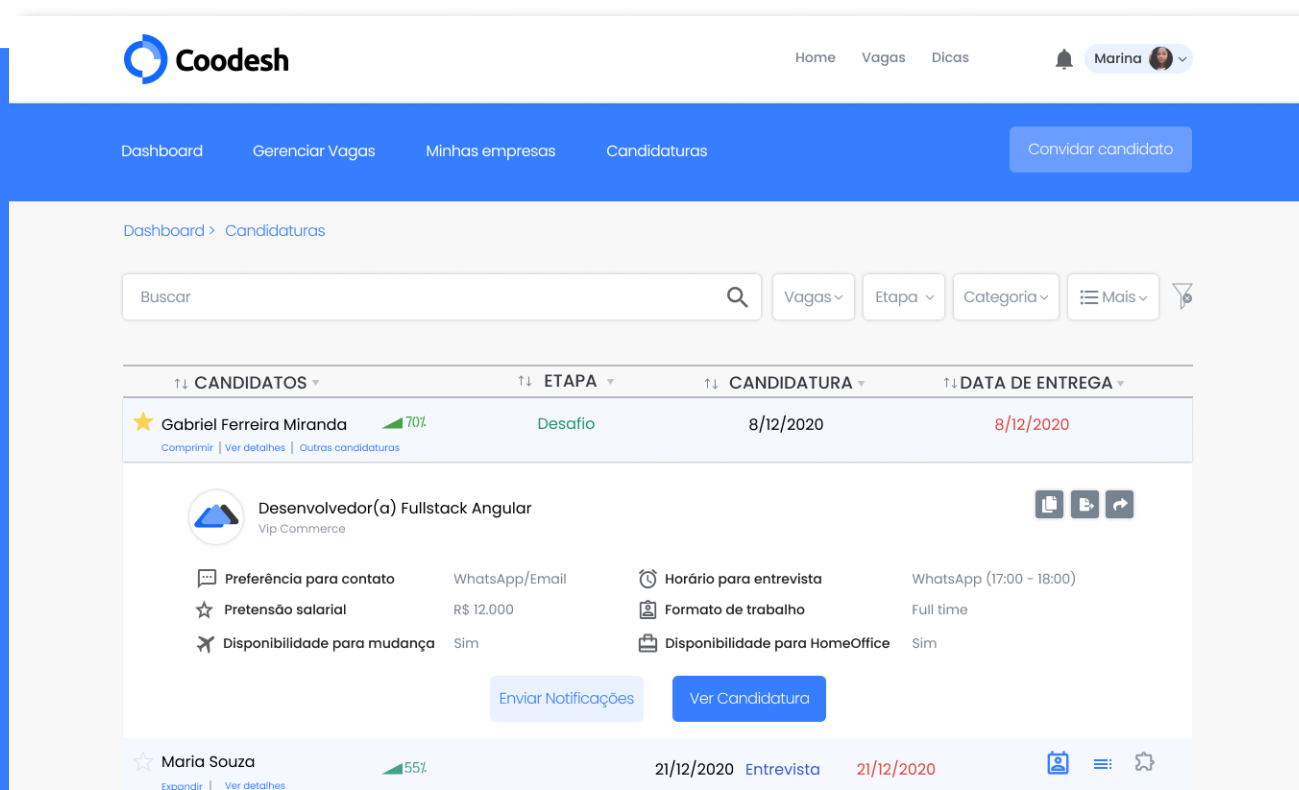 Coodesh
Home Vagas Dicas Marina
Dashboard Gerenciar Vagas Minhas empresas Candidaturas Convidar candidato
Dashboard > Candidaturas
Buscar Vagas Etapa Categoria Mais
CANDIDATOS ETAPA CANDIDATURA DATA DE ENTREGA
Gabriel Ferreira Miranda 70% Desafio 8/12/2020 8/12/2020
Comprimir | Ver detalhes | Outras candidaturas
Desenvolvedor(a) Fullstack Angular
Vip Commerce
Preferência para contato WhatsApp/Email Horário para entrevista WhatsApp (17:00 - 18:00)
Pretensão salarial R$ 12.000 Formato de trabalho Full time
Disponibilidade para mudança Sim Disponibilidade para HomeOffice Sim
Enviar Notificações Ver Candidatura
Maria Souza 55% 21/12/2020 Entrevista 21/12/2020
Expandir | Ver detalhes